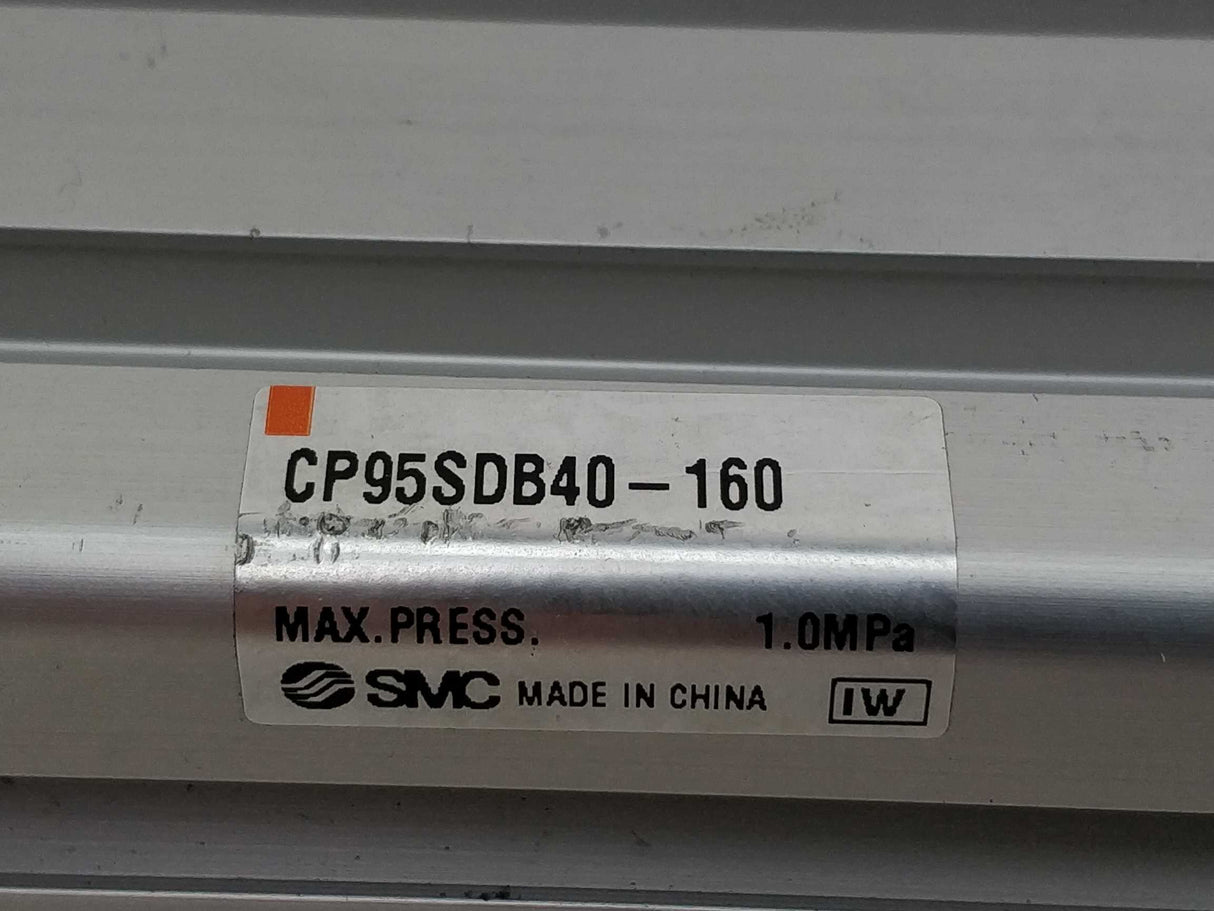 CP95SDB40-160
MAX.PRESS. 1.0MPa
SMC MADE IN CHINA IW